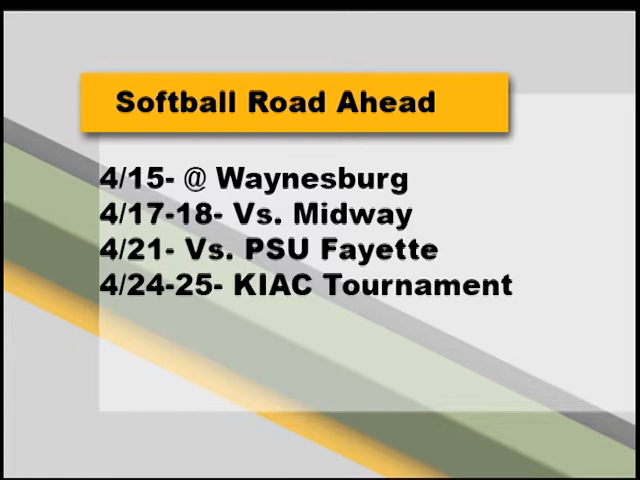 Softball Road Ahead
4/15- @ Waynesburg
4/17-18- Vs. Midway
4/21- Vs. PSU Fayette
4/24-25- KIAC Tournament